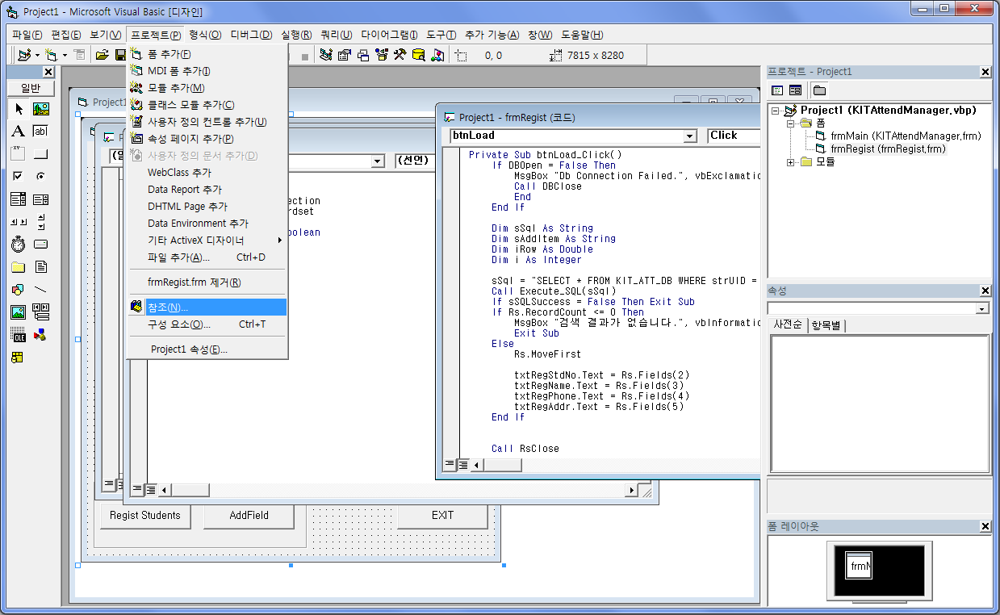 Project1 - Microsoft Visual Basic [디자인]
파일(F) 편집(E) 보기(V) 프로젝트(P) 형식(O) 디버그(D) 실행(R) 쿼리(U) 다이어그램(I) 도구(T) 추가 기능(A) 창(W) 도움말(H)
0, 0 7815 x 8280
일반
A ab
OLE
폼 추가(F)
MDI 폼 추가(I)
모듈 추가(M)
클래스 모듈 추가(C)
사용자 정의 컨트롤 추가(U)
속성 페이지 추가(P)
사용자 정의 문서 추가(D)
WebClass 추가
Data Report 추가
DHTML Page 추가
Data Environment 추가
기타 ActiveX 디자이너
파일 추가(A)... Ctrl+D
frmRegist.frm 제거(R)
참조(N)...
구성 요소(O)... Ctrl+T
Project1 속성(E)...
Project1
(선언)
ection
rdset
oolean
Regist Students AddField EXIT
Project1 - frmRegist (코드)
btnLoad Click
Private Sub btnLoad_Click()
If DBOpen = False Then
MsgBox "Db Connection Failed.", vbExclamatio
Call DBClose
End
End If
Dim sSql As String
Dim sAddItem As String
Dim iRow As Double
Dim i As Integer
sSql = "SELECT * FROM KIT_ATT_DB WHERE strUID =
Call Execute_SQL(sSql)
If sSQLSuccess = False Then Exit Sub
If Rs.RecordCount <= 0 Then
MsgBox "검색 결과가 없습니다.", vbInformatio
Exit Sub
Else
Rs.MoveFirst
txtRegStdNo.Text = Rs.Fields(2)
txtRegName.Text = Rs.Fields(3)
txtRegPhone.Text = Rs.Fields(4)
txtRegAddr.Text = Rs.Fields(5)
End If
Call RsClose
프로젝트 - Project1
Project1 (KITAttendManager.vbp)
폼
frmMain (KITAttendManager.frm)
frmRegist (frmRegist.frm)
모듈
속성
사전순 항목별
폼 레이아웃
frmM